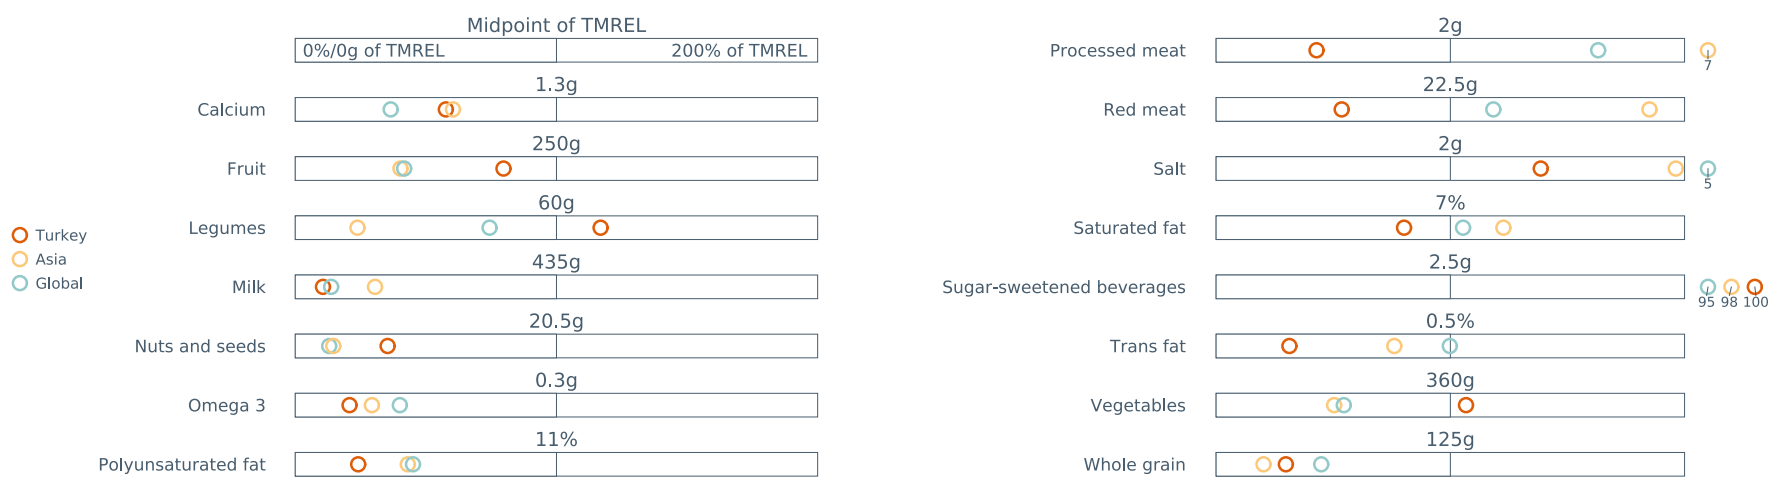 Midpoint of TMREL
0%/0g of TMREL 200% of TMREL
1.3g
Calcium
250g
Fruit
60g
Legumes
435g
Milk
20.5g
Nuts and seeds
0.3g
Omega 3
11%
Polyunsaturated fat
Turkey
Asia
Global
2g
Processed meat
7
22.5g
Red meat
2g
Salt
5
7%
Saturated fat
2.5g
Sugar-sweetened beverages
95 98 100
0.5%
Trans fat
360g
Vegetables
125g
Whole grain